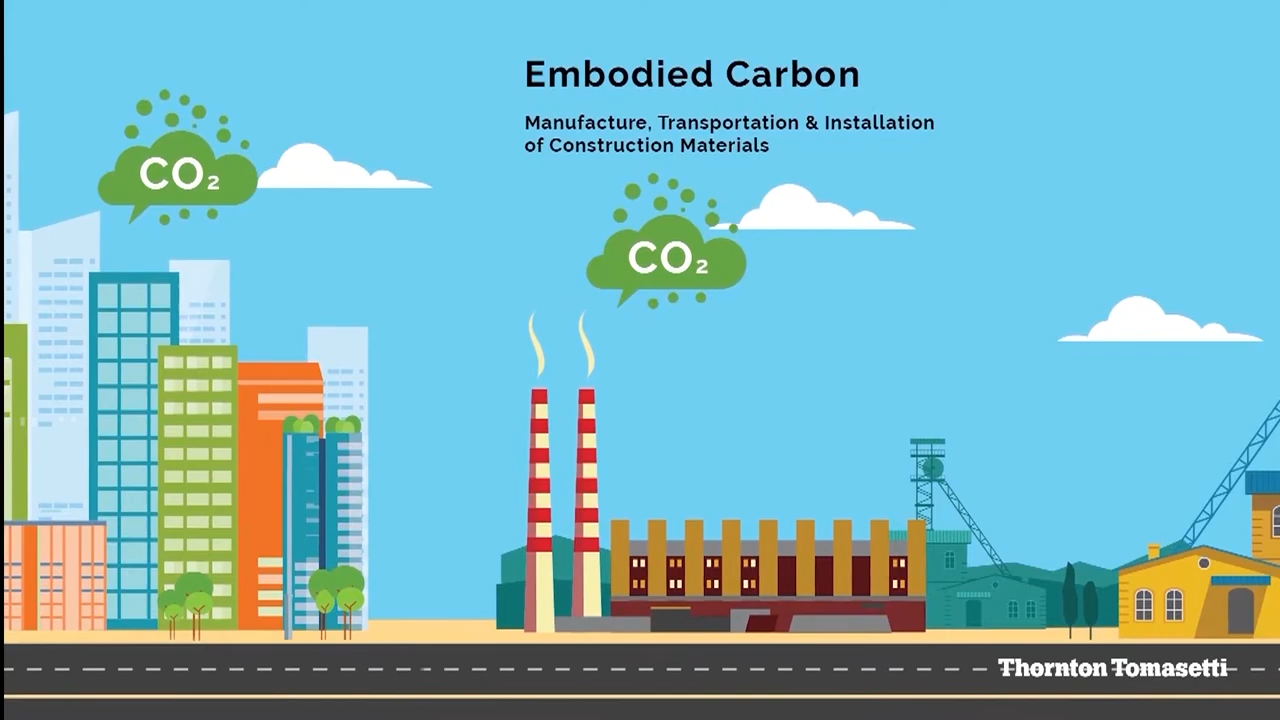 Embodied Carbon
Manufacture, Transportation & Installation
of Construction Materials
CO₂
CO₂
Thornton Tomasetti